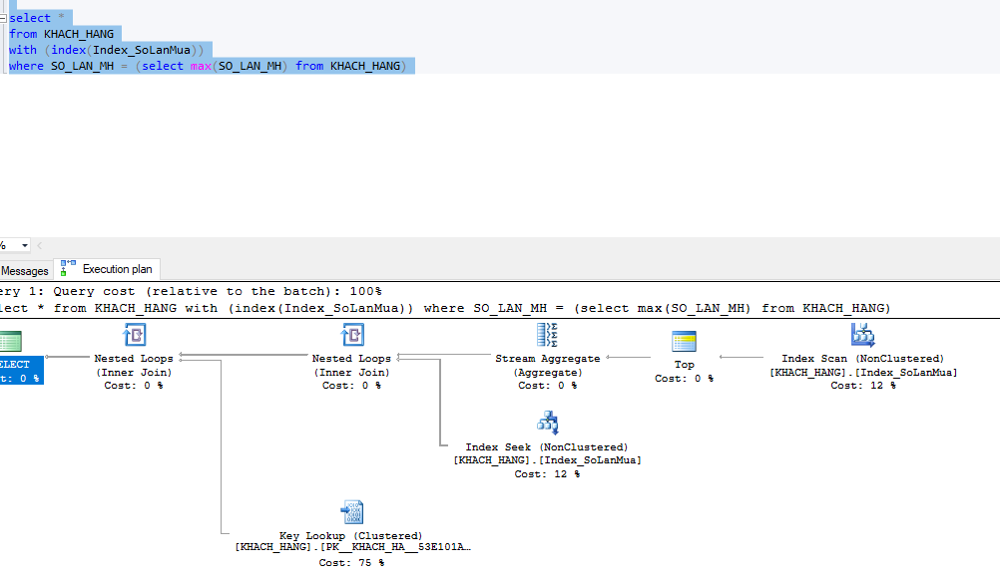 select *
from KHACH_HANG
with (index(Index_SoLanMua))
where SO_LAN_MH = (select max(SO_LAN_MH) from KHACH_HANG)
%
Messages
Execution plan
ery 1: Query cost (relative to the batch): 100%
lect * from KHACH_HANG with (index(Index_SoLanMua)) where SO_LAN_MH = (select max(SO_LAN_MH) from KHACH_HANG)
ELECT
t: 0 %
Nested Loops
(Inner Join)
Cost: 0 %
Nested Loops
(Inner Join)
Cost: 0 %
Stream Aggregate
(Aggregate)
Cost: 0 %
Top
Cost: 0 %
Index Scan (NonClustered)
[KHACH_HANG].[Index_SoLanMua]
Cost: 12 %
Index Seek (NonClustered)
[KHACH_HANG].[Index_SoLanMua]
Cost: 12 %
Key Lookup (Clustered)
[KHACH_HANG].[PK__KHACH_HA__53E101A…
Cost: 75 %